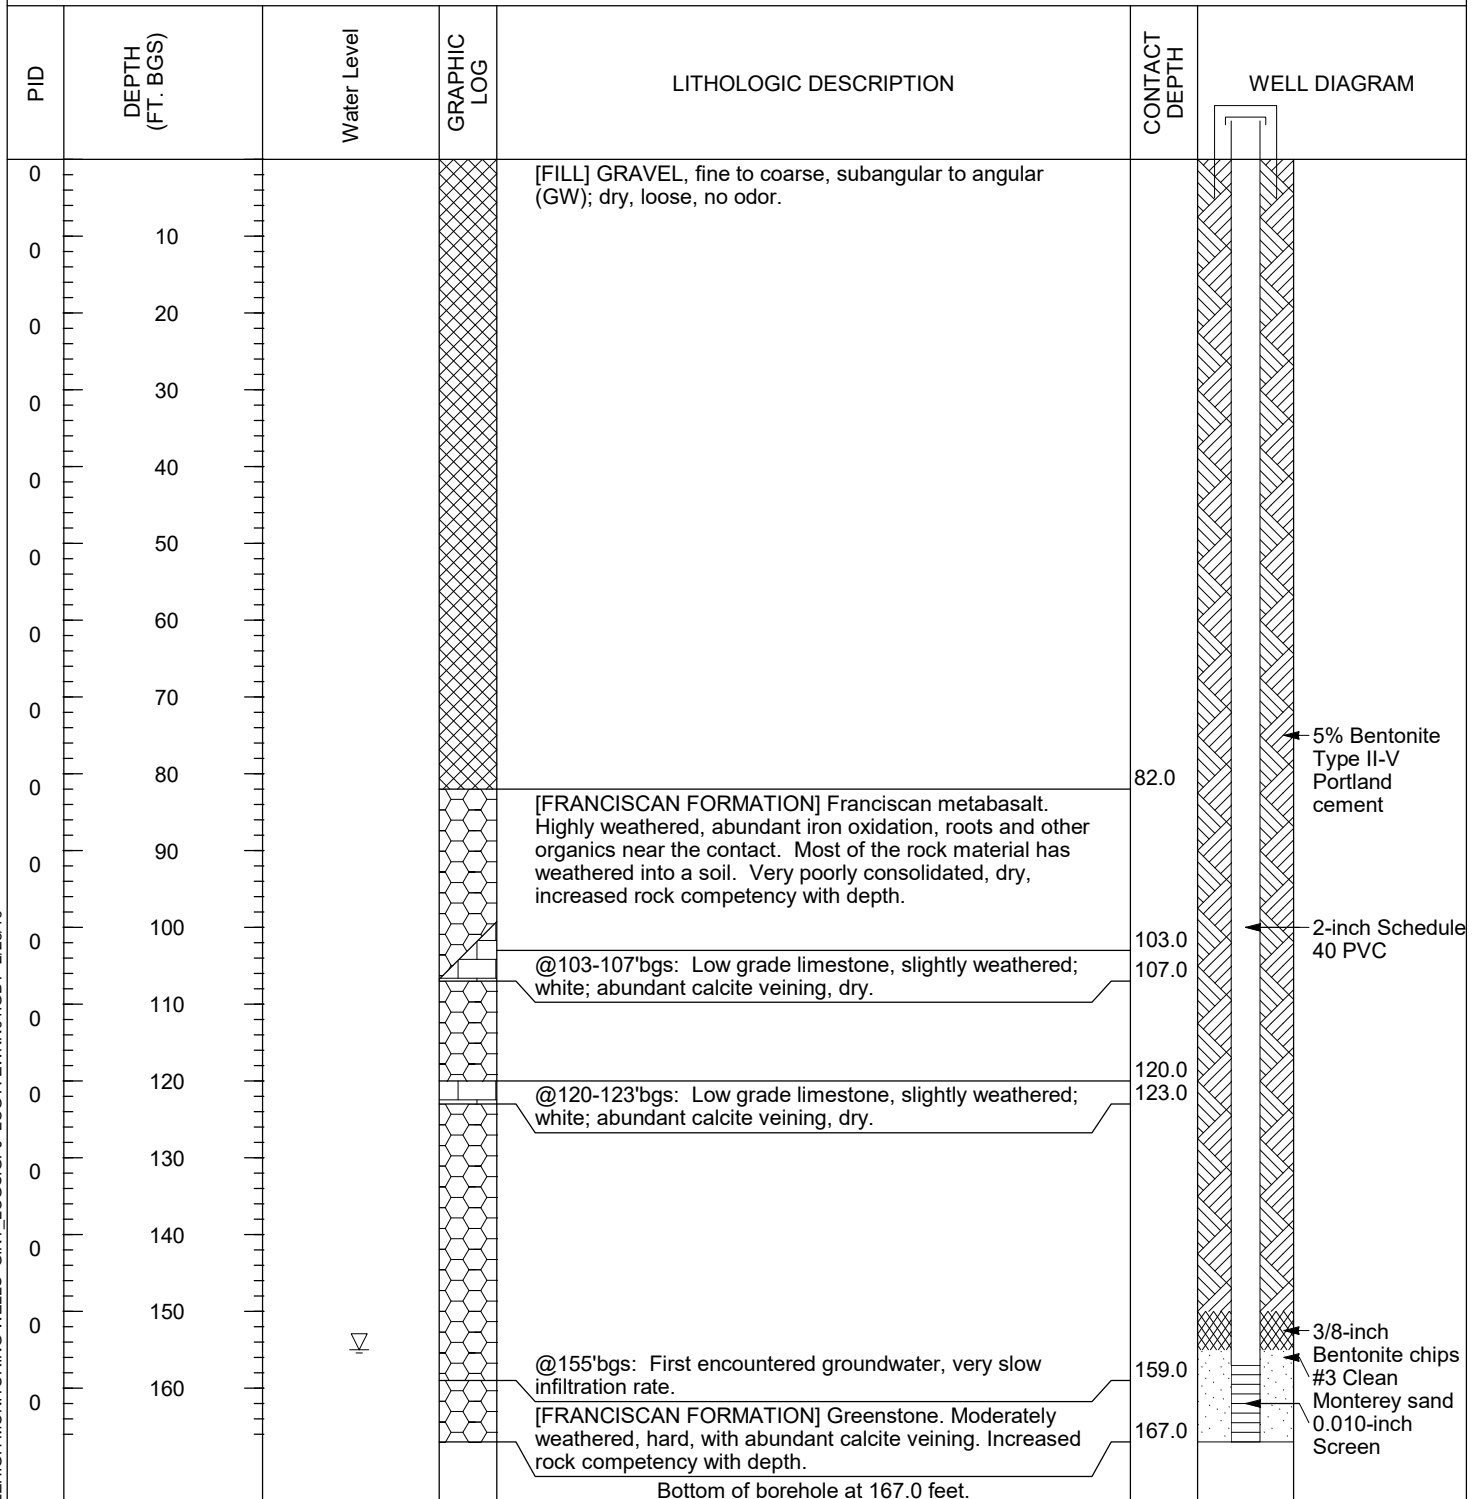 PID
DEPTH
(FT. BGS)
Water Level
GRAPHIC
LOG
LITHOLOGIC DESCRIPTION
CONTACT
DEPTH
WELL DIAGRAM
0
[FILL] GRAVEL, fine to coarse, subangular to angular
(GW); dry, loose, no odor.
10
0
20
0
30
0
40
0
50
0
60
0
70
0
5% Bentonite
Type II-V
Portland
cement
80
0
82.0
[FRANCISCAN FORMATION] Franciscan metabasalt.
Highly weathered, abundant iron oxidation, roots and other
organics near the contact. Most of the rock material has
weathered into a soil. Very poorly consolidated, dry,
increased rock competency with depth.
90
0
100
0
2-inch Schedule
40 PVC
103.0
@103-107'bgs: Low grade limestone, slightly weathered;
white; abundant calcite veining, dry.
107.0
110
0
120
0
120.0
@120-123'bgs: Low grade limestone, slightly weathered;
white; abundant calcite veining, dry.
123.0
130
0
140
0
150
0
3/8-inch
Bentonite chips
#3 Clean
Monterey sand
0.010-inch
Screen
@155'bgs: First encountered groundwater, very slow
infiltration rate.
159.0
160
0
[FRANCISCAN FORMATION] Greenstone. Moderately
weathered, hard, with abundant calcite veining. Increased
rock competency with depth.
167.0
Bottom of borehole at 167.0 feet.